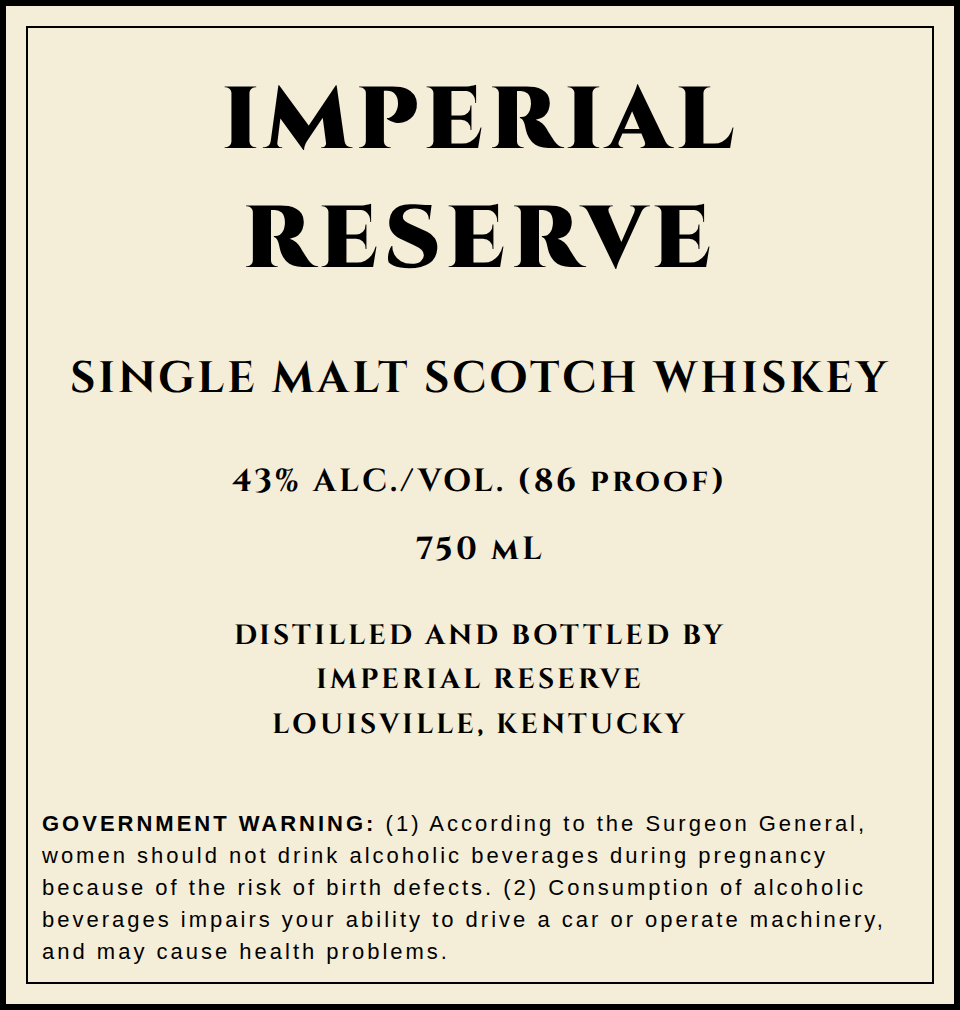 IMPERIAL
RESERVE
SINGLE MALT SCOTCH WHISKEY
43% ALC./VOL. (86 PROOF)
750 ML
DISTILLED AND BOTTLED BY
IMPERIAL RESERVE
LOUISVILLE, KENTUCKY
GOVERNMENT WARNING: (1) According to the Surgeon General,
women should not drink alcoholic beverages during pregnancy
because of the risk of birth defects. (2) Consumption of alcoholic
beverages impairs your ability to drive a car or operate machinery,
and may cause health problems.